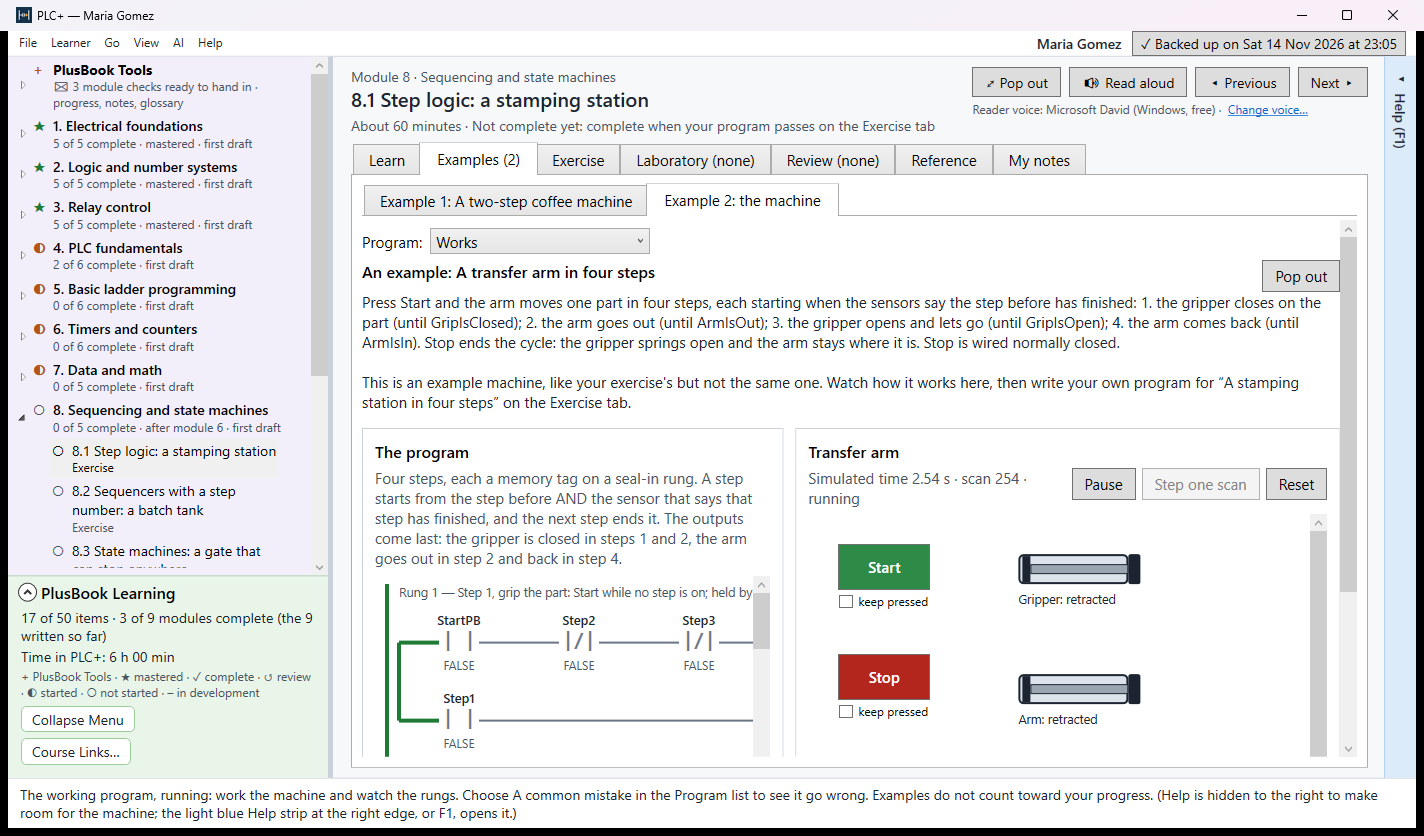 PLC+ — Maria Gomez
File Learner Go View AI Help
Maria Gomez
✓ Backed up on Sat 14 Nov 2026 at 23:05
+ PlusBook Tools
3 module checks ready to hand in ·
progress, notes, glossary
★ 1. Electrical foundations
5 of 5 complete · mastered · first draft
★ 2. Logic and number systems
5 of 5 complete · mastered · first draft
★ 3. Relay control
5 of 5 complete · mastered · first draft
4. PLC fundamentals
2 of 6 complete · first draft
5. Basic ladder programming
0 of 6 complete · first draft
6. Timers and counters
0 of 6 complete · first draft
7. Data and math
0 of 5 complete · first draft
8. Sequencing and state machines
0 of 5 complete · after module 6 · first draft
8.1 Step logic: a stamping station
Exercise
8.2 Sequencers with a step
number: a batch tank
Exercise
8.3 State machines: a gate that
PlusBook Learning
17 of 50 items · 3 of 9 modules complete (the 9
written so far)
Time in PLC+: 6 h 00 min
+ PlusBook Tools · ★ mastered · ✓ complete · ↺ review
· ◐ started · ○ not started · – in development
Collapse Menu
Course Links...
Module 8 · Sequencing and state machines
8.1 Step logic: a stamping station
About 60 minutes · Not complete yet: complete when your program passes on the Exercise tab
Pop out
Read aloud
Previous
Next
Reader voice: Microsoft David (Windows, free) · Change voice...
Help (F1)
Learn
Examples (2)
Exercise
Laboratory (none)
Review (none)
Reference
My notes
Example 1: A two-step coffee machine
Example 2: the machine
Program: Works
An example: A transfer arm in four steps
Pop out
Press Start and the arm moves one part in four steps, each starting when the sensors say the step before has finished: 1. the gripper closes on the
part (until GripIsClosed); 2. the arm goes out (until ArmIsOut); 3. the gripper opens and lets go (until GripIsOpen); 4. the arm comes back (until
ArmIsIn). Stop ends the cycle: the gripper springs open and the arm stays where it is. Stop is wired normally closed.
This is an example machine, like your exercise's but not the same one. Watch how it works here, then write your own program for “A stamping
station in four steps” on the Exercise tab.
The program
Four steps, each a memory tag on a seal-in rung. A step
starts from the step before AND the sensor that says that
step has finished, and the next step ends it. The outputs
come last: the gripper is closed in steps 1 and 2, the arm
goes out in step 2 and back in step 4.
Rung 1 — Step 1, grip the part: Start while no step is on; held by
StartPB Step2 Step3
FALSE FALSE FALSE
Step1
FALSE
Transfer arm
Simulated time 2.54 s · scan 254 ·
running
Pause
Step one scan
Reset
Start
keep pressed
Gripper: retracted
Stop
keep pressed
Arm: retracted
The working program, running: work the machine and watch the rungs. Choose A common mistake in the Program list to see it go wrong. Examples do not count toward your progress. (Help is hidden to the right to make
room for the machine; the light blue Help strip at the right edge, or F1, opens it.)